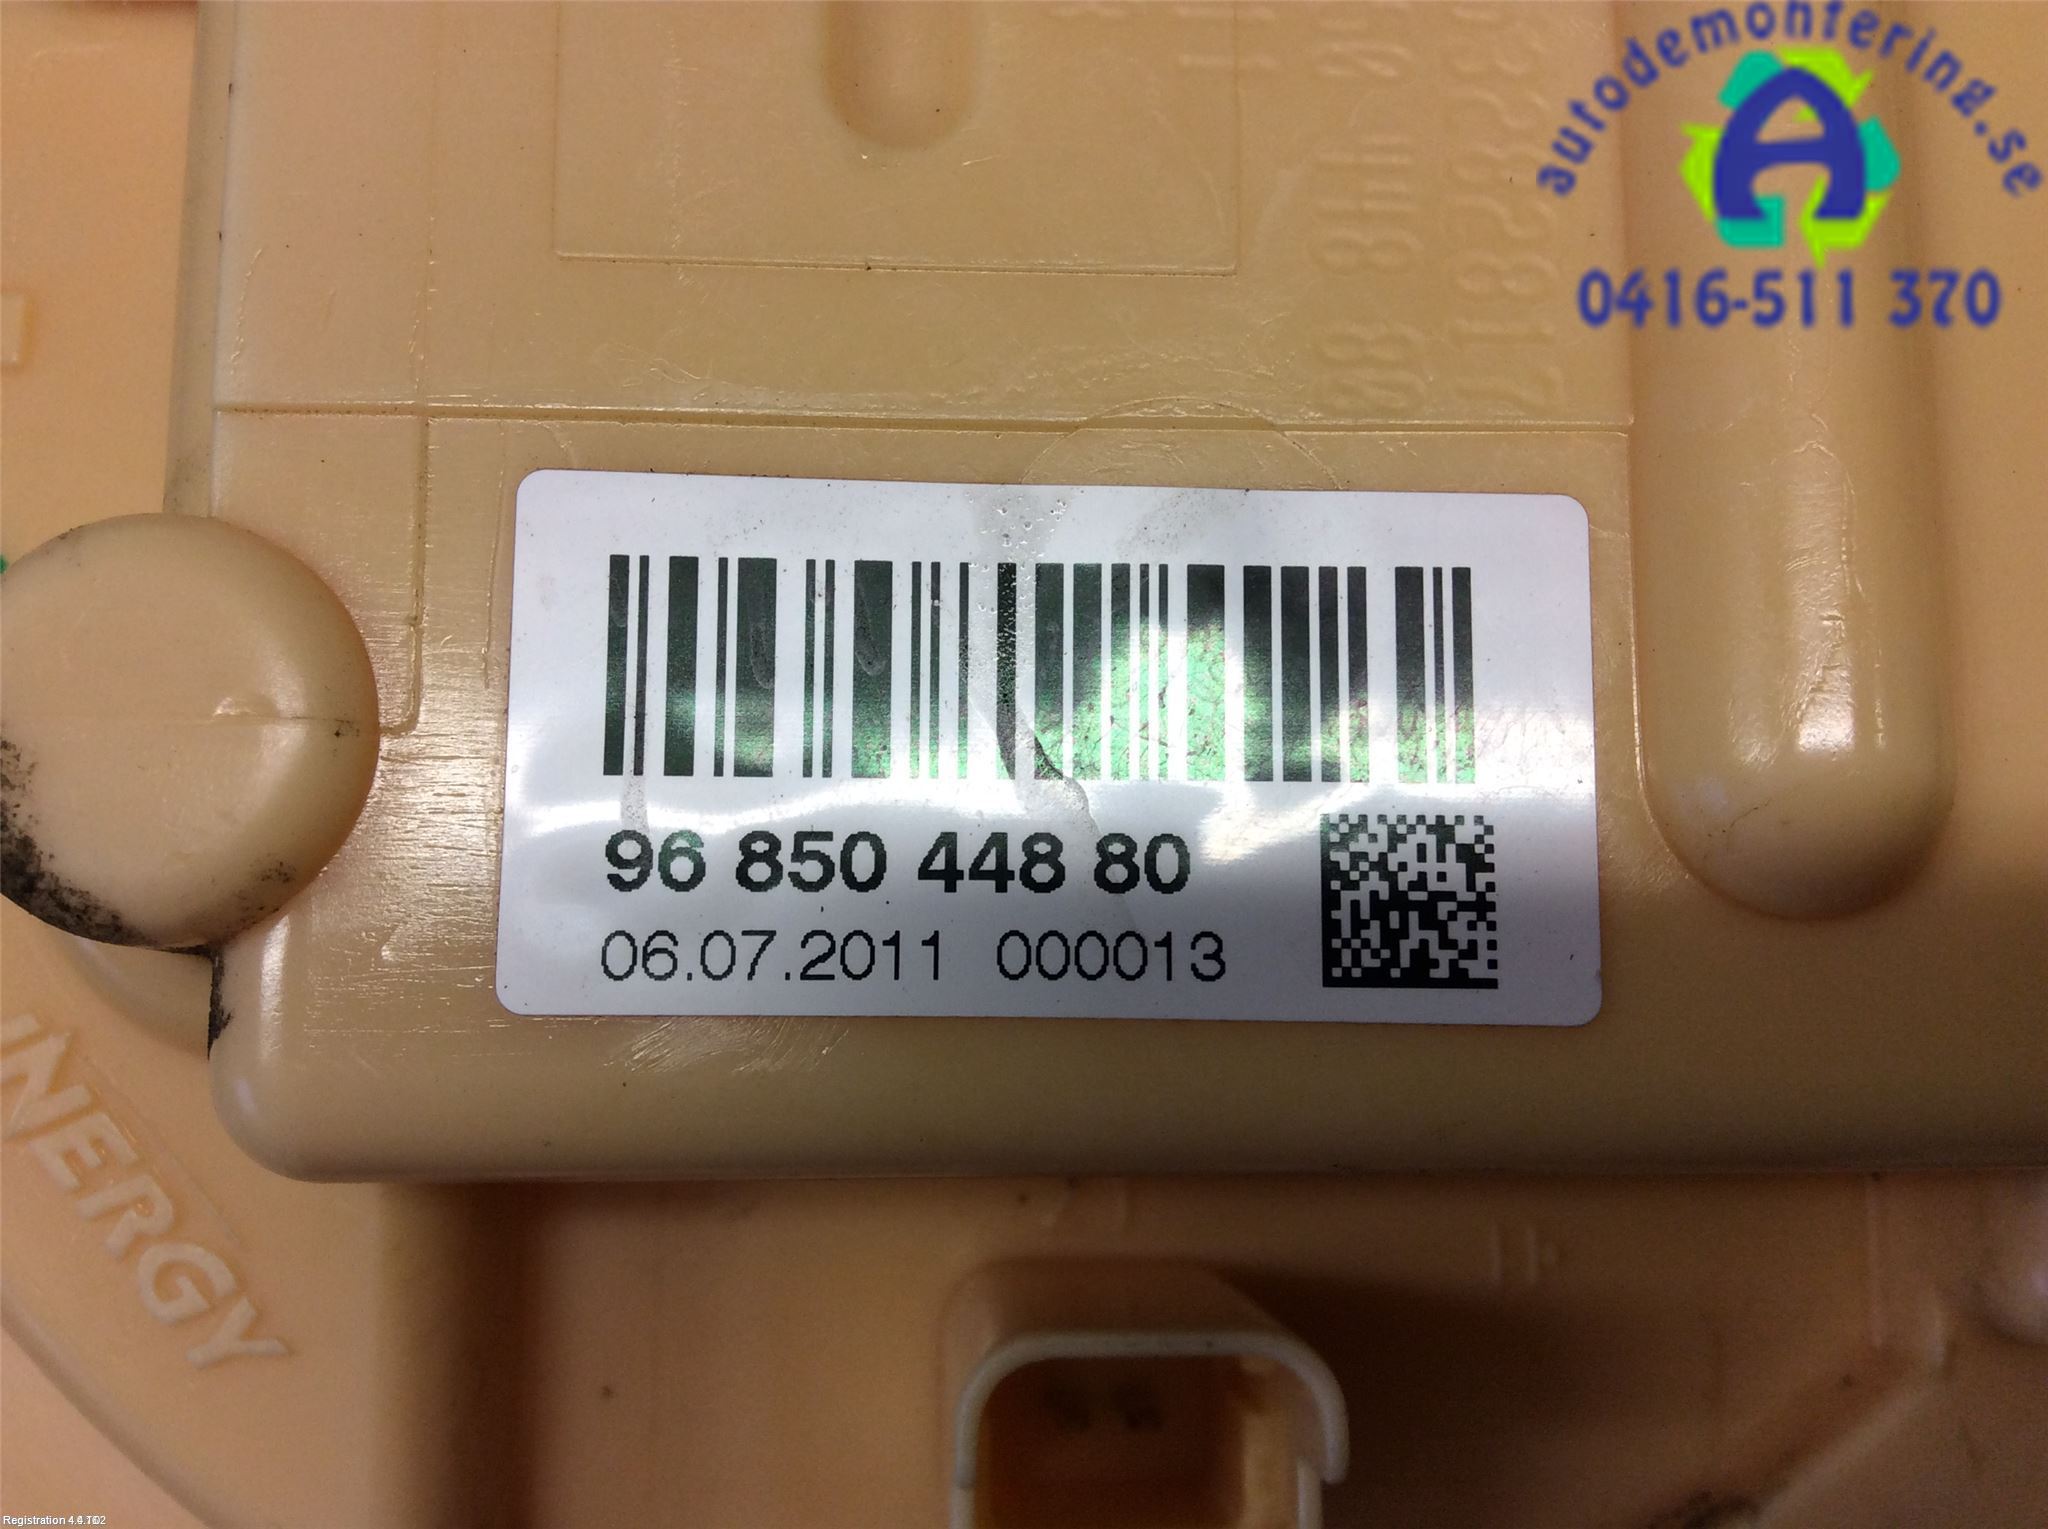 autodemontering.se
A
0416-511 370
96 850 448 80
06.07.2011 000013
INERGY